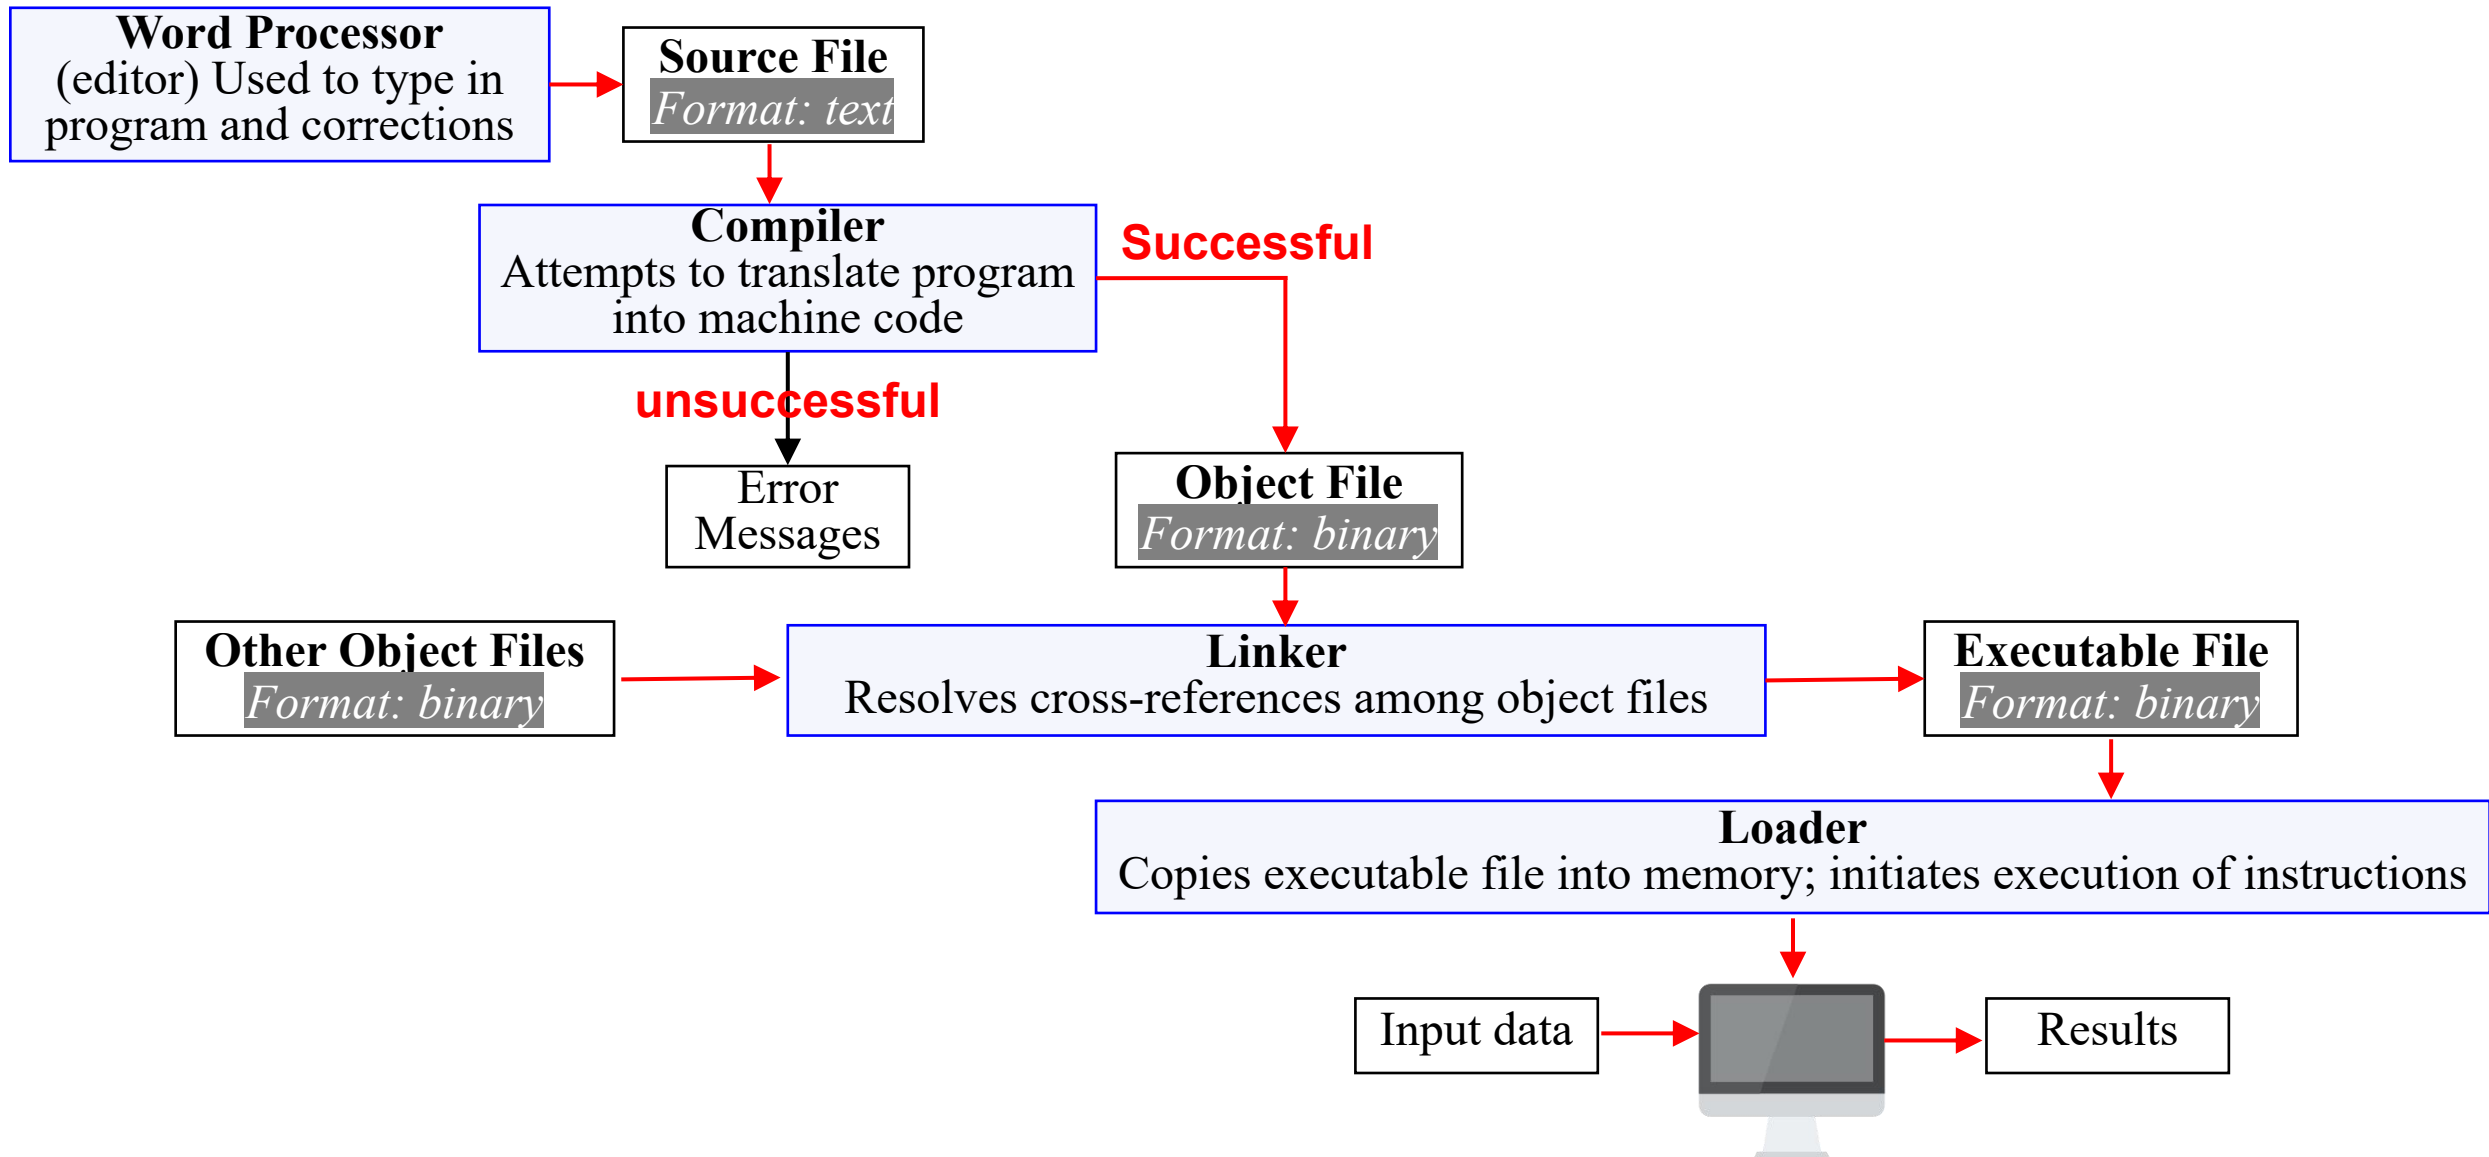 Word Processor
(editor) Used to type in
program and corrections
Source File
Format: text
Compiler
Attempts to translate program
into machine code
Successful
unsuccessful
Error
Messages
Object File
Format: binary
Other Object Files
Format: binary
Linker
Resolves cross-references among object files
Executable File
Format: binary
Loader
Copies executable file into memory; initiates execution of instructions
Input data
Results